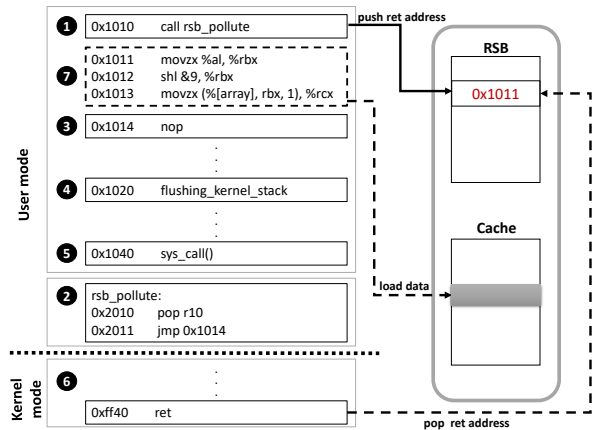 1 0x1010 call rsb_pollute
push ret address
RSB
0x1011
7 0x1011 movzx %al, %rbx
0x1012 shl &9, %rbx
0x1013 movzx (%[array], rbx, 1), %rcx
3 0x1014 nop
.
.
.
4 0x1020 flushing_kernel_stack
.
.
.
5 0x1040 sys_call()
User mode
Cache
load data
2 rsb_pollute:
0x2010 pop r10
0x2011 jmp 0x1014
Kernel
mode
6 .
.
.
0xff40 ret
pop ret address